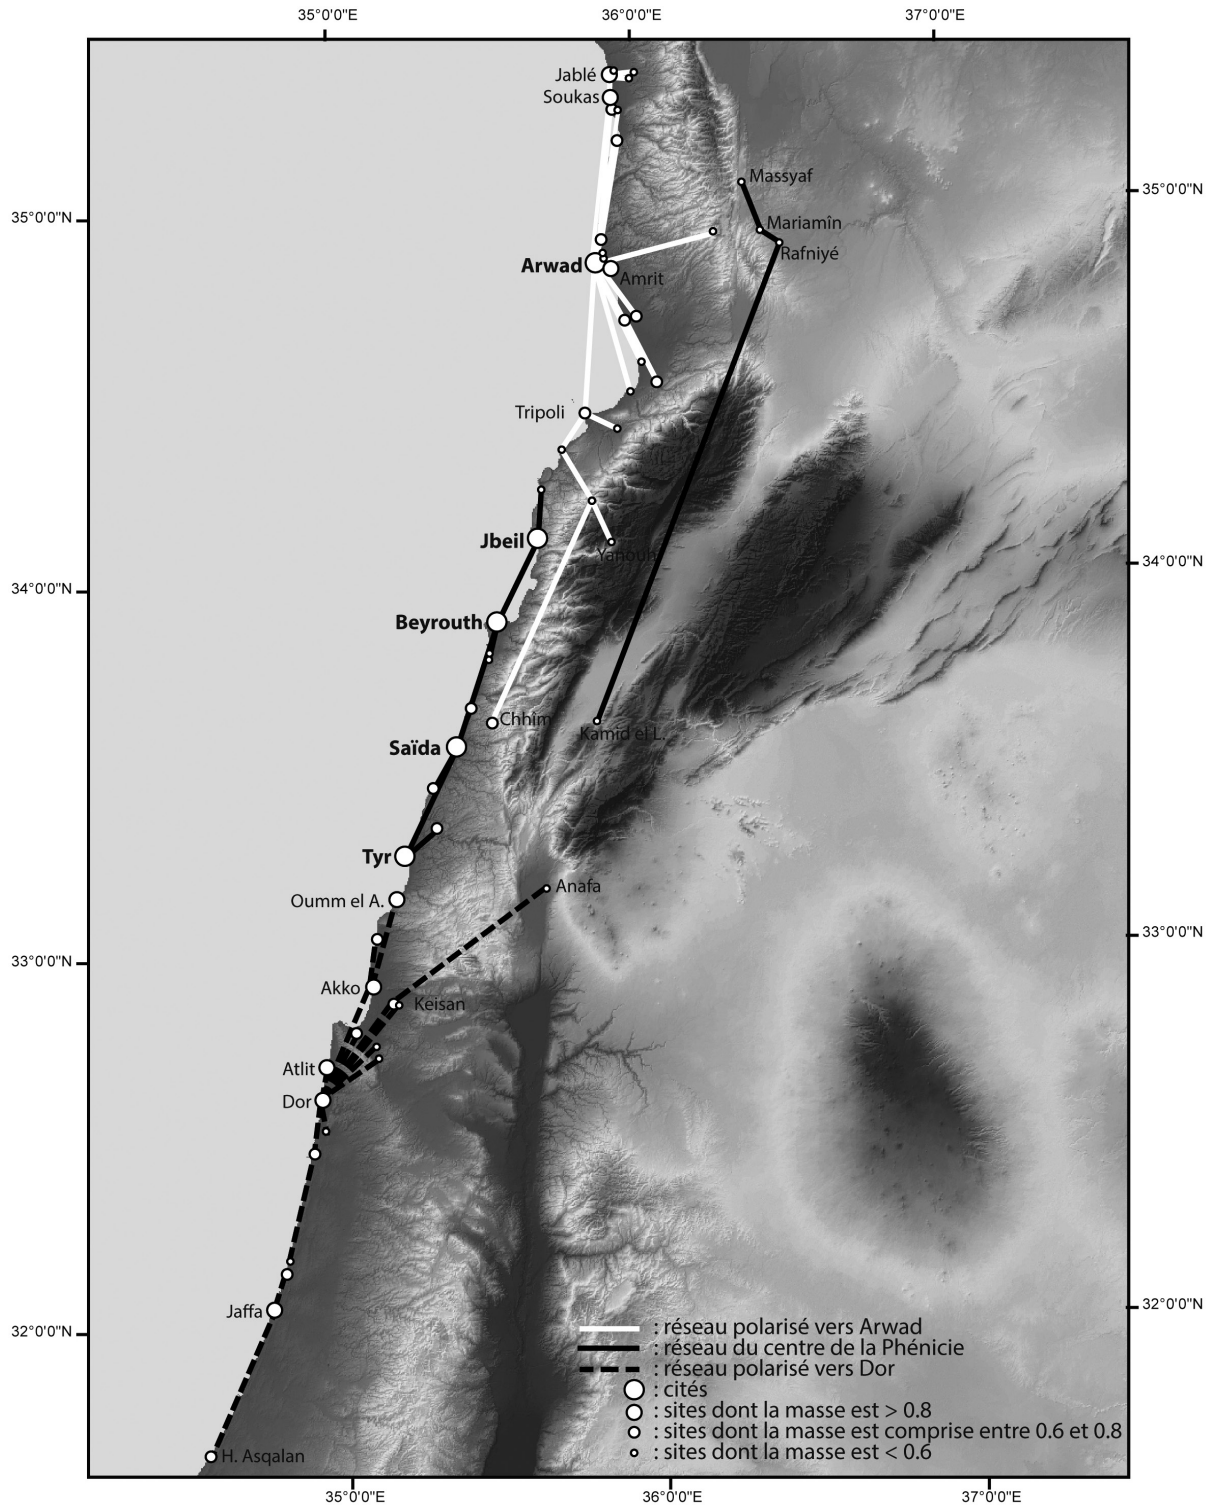 35°0'0"E 36°0'0"E 37°0'0"E
Jablé
Soukas
Massyaf
35°0'0"N
35°0'0"N
Mariamîn
Rafniyé
Arwad
Amrit
Tripoli
Jbeil
Yanouh
34°0'0"N
34°0'0"N
Beyrouth
Chhîm
Kamid el L.
Saïda
Tyr
Anafa
Oumm el A.
33°0'0"N
33°0'0"N
Akko
Keisan
Atlit
Dor
32°0'0"N
Jaffa
32°0'0"N
: réseau polarisé vers Arwad
: réseau du centre de la Phénicie
: réseau polarisé vers Dor
: cités
: sites dont la masse est > 0.8
: sites dont la masse est comprise entre 0.6 et 0.8
: sites dont la masse est < 0.6
H. Asqalan
35°0'0"E 36°0'0"E 37°0'0"E